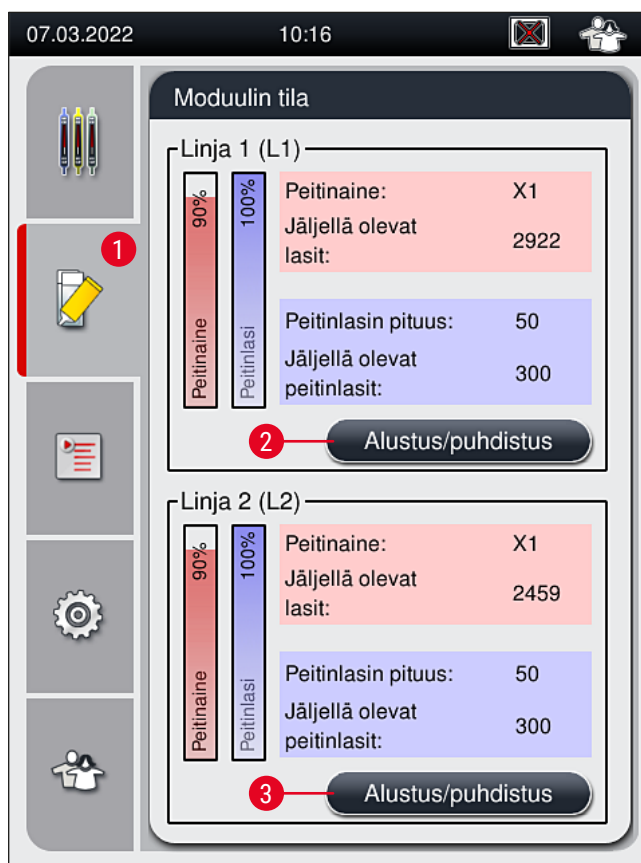 07.03.2022 10:16
Moduulin tila
1
Linja 1 (L1)
90%
Peitinaine
100%
Peitinlasi
Peitinaine: X1
Jäljellä olevat
lasit: 2922
Peitinlasin pituus: 50
Jäljellä olevat
peitinlasit: 300
2 Alustus/puhdistus
Linja 2 (L2)
90%
Peitinaine
100%
Peitinlasi
Peitinaine: X1
Jäljellä olevat
lasit: 2459
Peitinlasin pituus: 50
Jäljellä olevat
peitinlasit: 300
3 Alustus/puhdistus